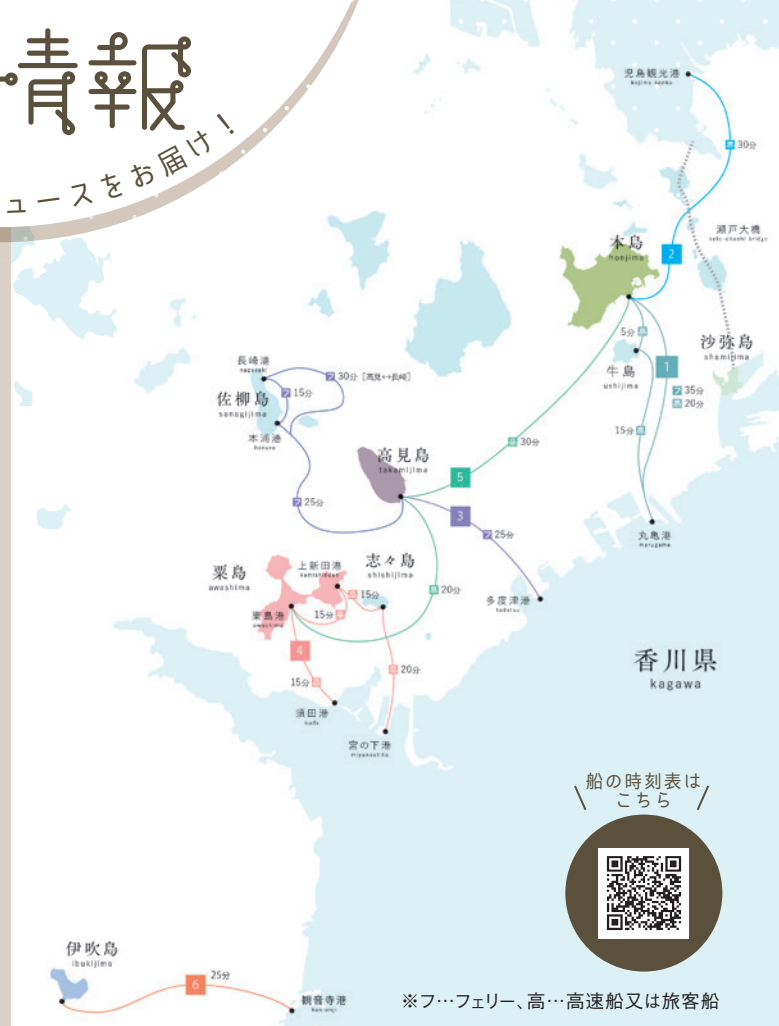 情報
ュースをお届け！
児島観光港
kojima kanko
高 30分
瀬戸大橋
seto-ohashi bridge
本島
honjima
2
5分 高
沙弥島
shamijima
牛島
ushijima
1
フ 35分
高 20分
15分 高
長崎港
nagasaki
フ 30分［高見↔長崎］
フ 15分
佐柳島
sanagijima
本浦港
honura
高 30分
高見島
takamijima
5
フ 25分
3
フ 25分
丸亀港
marugame
上新田港
kamishinden
志々島
shishijima
粟島
awashima
高 15分
高 20分
多度津港
tadotsu
粟島港
awashima
15分 高
4
香川県
kagawa
高 20分
15分 高
須田港
suda
宮の下港
miyanoshita
船の時刻表は
こちら
伊吹島
ibukijima
25分
6
観音寺港
kan-onji
※フ…フェリー、高…高速船又は旅客船